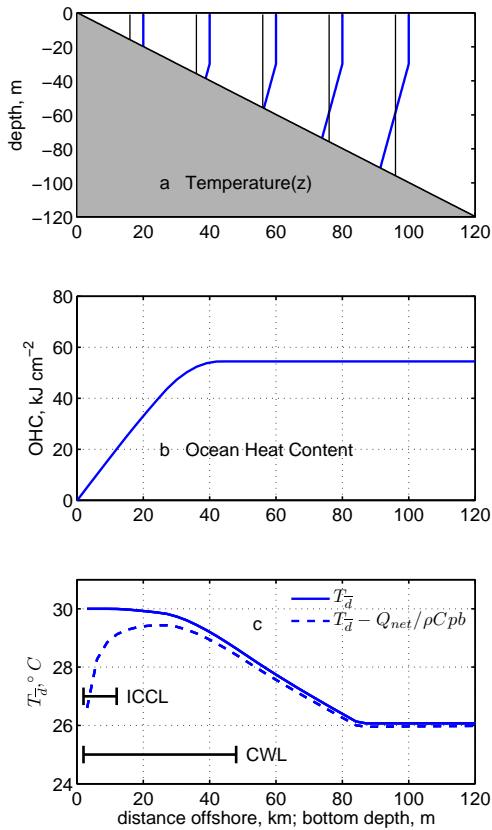 0
−20
−40
−60
−80
−100
−120
depth, m
a Temperature(z)
0 20 40 60 80 100 120
80
60
40
20
0
OHC, kJ cm−2
b Ocean Heat Content
0 20 40 60 80 100 120
30
28
26
24
T_d̅,° C
T_d̅
T_d̅ − Q_net/ρCpb
c
ICCL
CWL
0 20 40 60 80 100 120
distance offshore, km; bottom depth, m